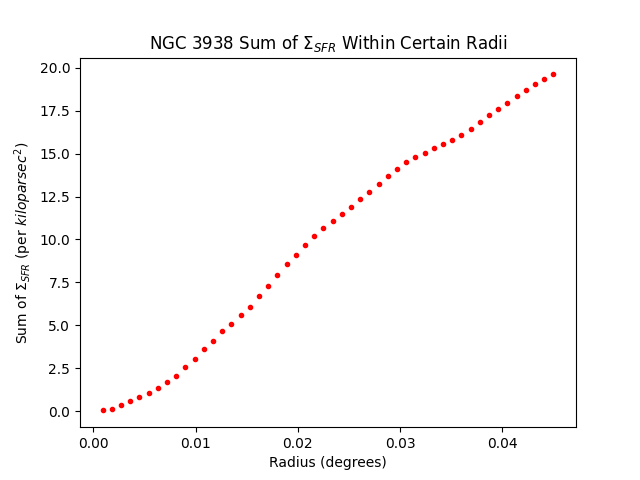 NGC 3938 Sum of Σ_SFR Within Certain Radii
20.0
17.5
15.0
12.5
10.0
7.5
5.0
2.5
0.0
Sum of Σ_SFR (per kiloparsec²)
0.00 0.01 0.02 0.03 0.04
Radius (degrees)